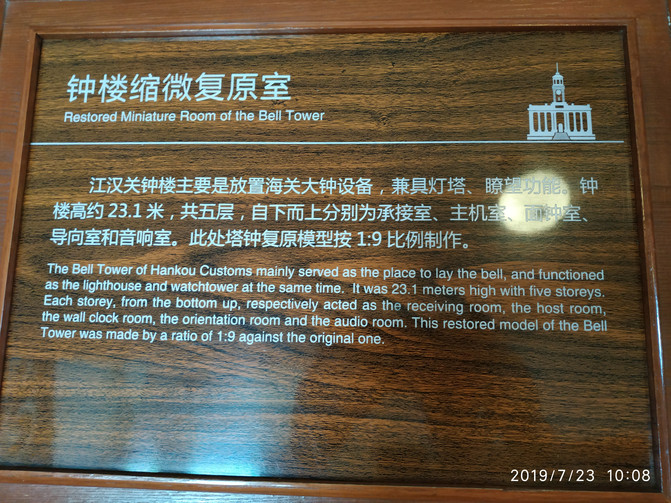 钟楼缩微复原室
Restored Miniature Room of the Bell Tower
江汉关钟楼主要是放置海关大钟设备，兼具灯塔、瞭望功能。钟
楼高约23.1米，共五层，自下而上分别为承接室、主机室、面钟室、
导向室和音响室。此处塔钟复原模型按1:9比例制作。
The Bell Tower of Hankou Customs mainly served as the place to lay the bell, and functioned
as the lighthouse and watchtower at the same time. It was 23.1 meters high with five storeys.
Each storey, from the bottom up, respectively acted as the receiving room, the host room,
the wall clock room, the orientation room and the audio room. This restored model of the Bell
Tower was made by a ratio of 1:9 against the original one.
2019/7/23 10:08